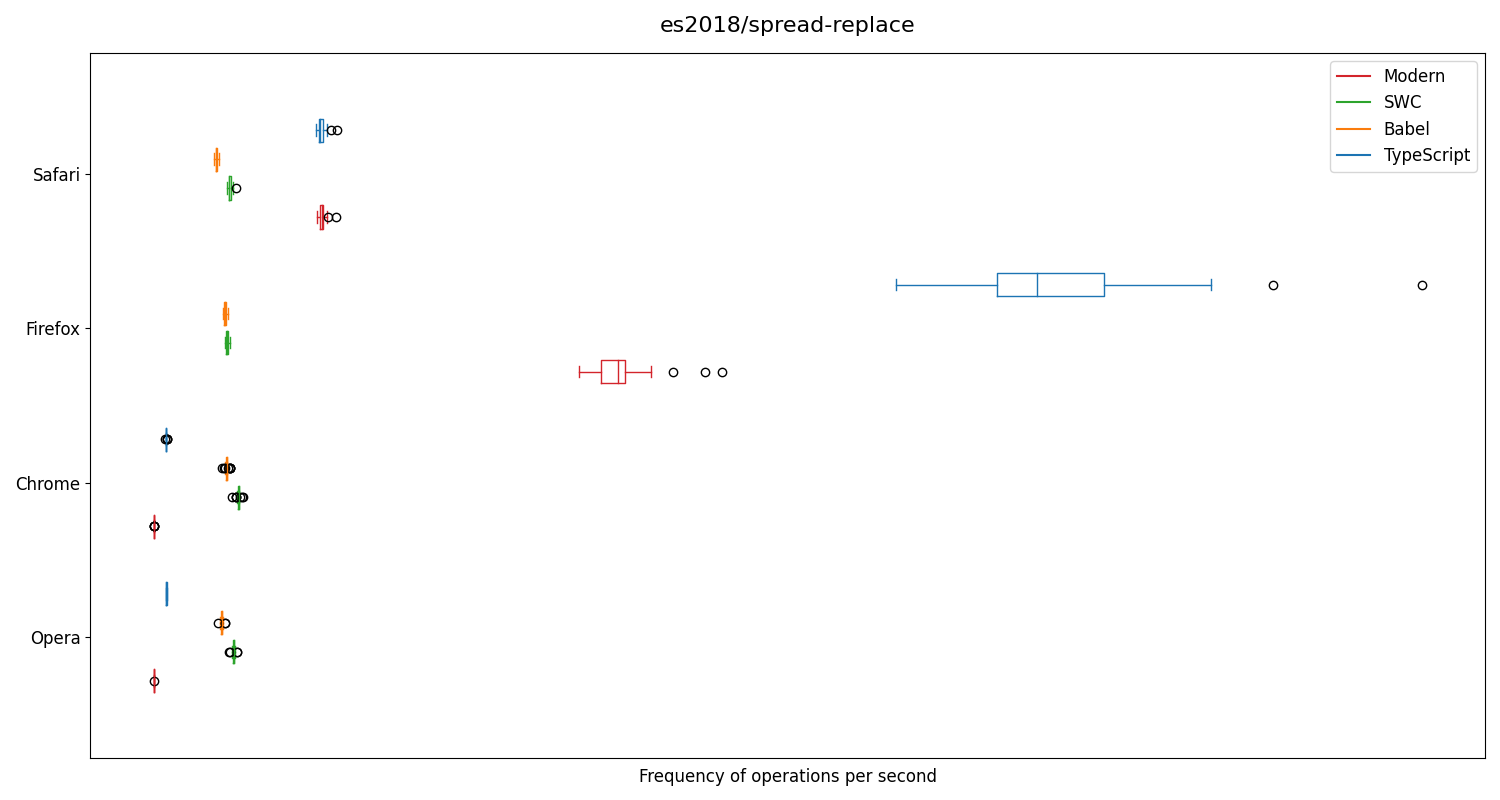 es2018/spread-replace
Modern
SWC
Babel
TypeScript
Safari
Firefox
Chrome
Opera
Frequency of operations per second